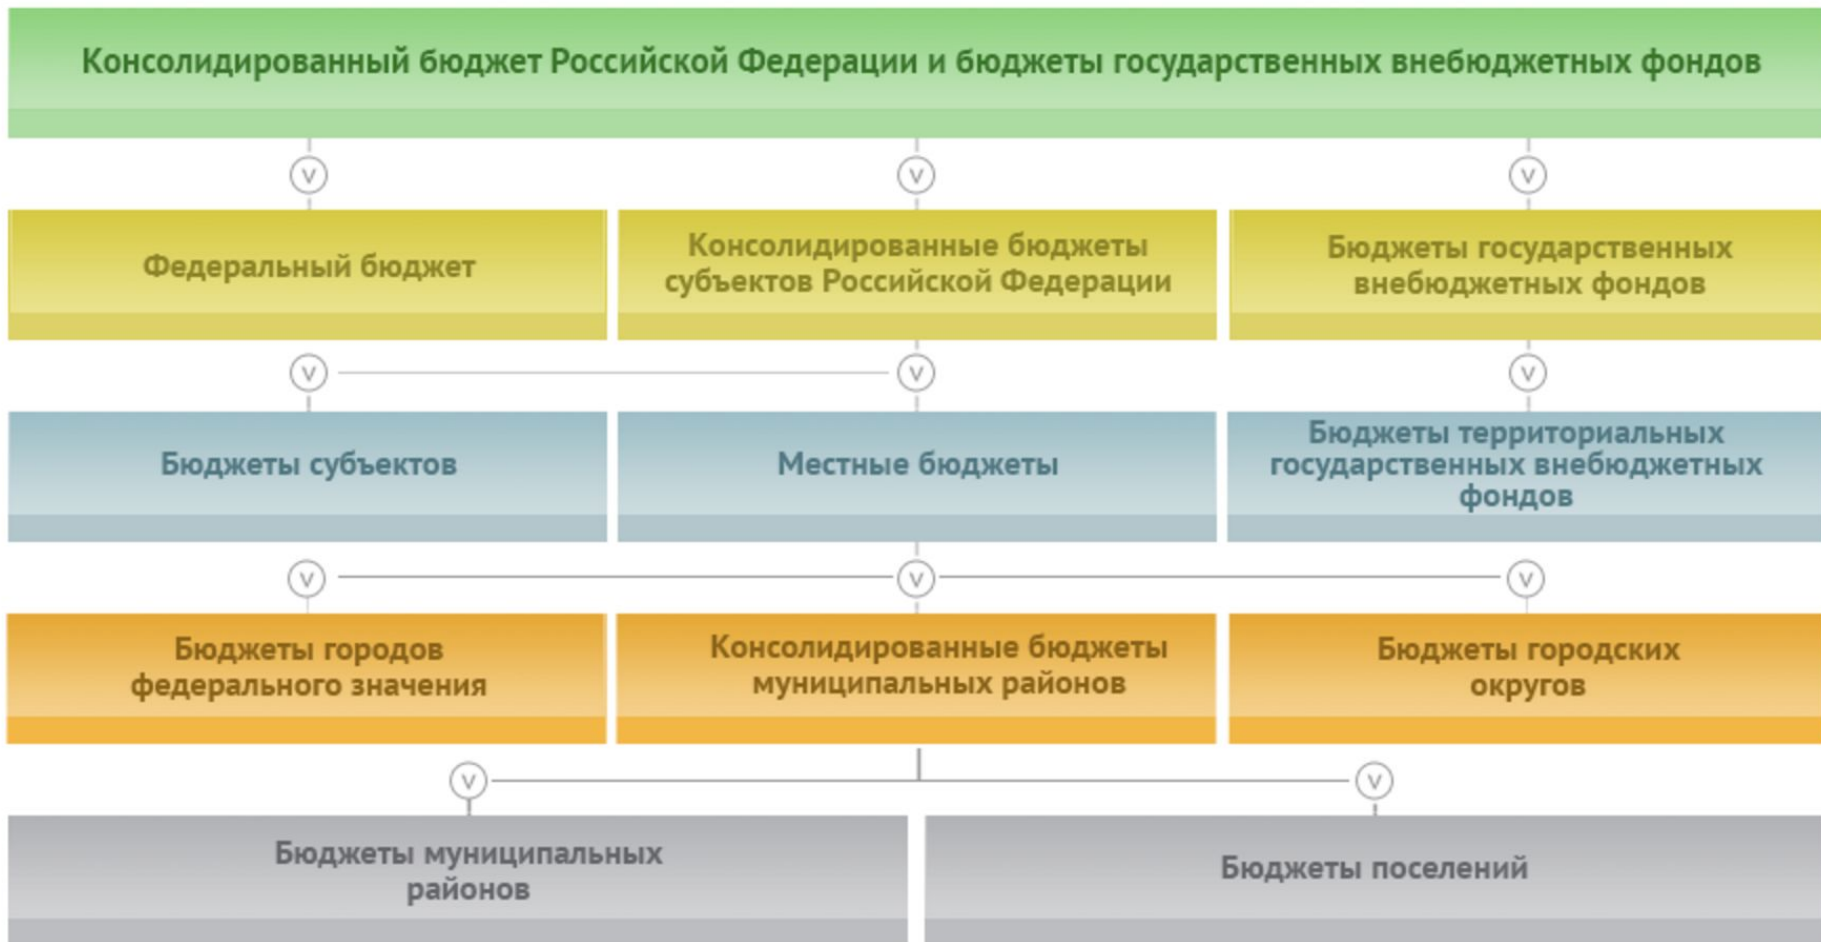 Консолидированный бюджет Российской Федерации и бюджеты государственных внебюджетных фондов
V
V
V
Федеральный бюджет
Консолидированные бюджеты
субъектов Российской Федерации
Бюджеты государственных
внебюджетных фондов
V
V
V
Бюджеты субъектов
Местные бюджеты
Бюджеты территориальных
государственных внебюджетных
фондов
V
V
V
Бюджеты городов
федерального значения
Консолидированные бюджеты
муниципальных районов
Бюджеты городских
округов
V
V
Бюджеты муниципальных
районов
Бюджеты поселений